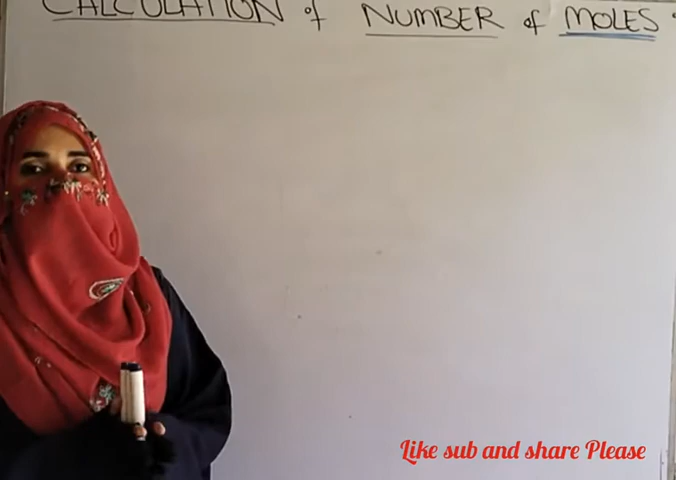 CALCULATION of NUMBER of MOLES
Like sub and share Please